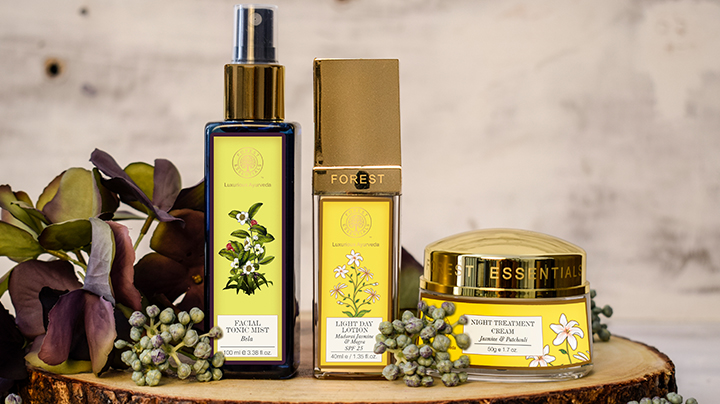 Luxurious Ayurveda
FACIAL
TONIC MIST
Bela
100 ml ℮ 3.38 fl. oz.
FOREST
Luxurious Ayurveda
LIGHT DAY
LOTION
Madurai Jasmine
& Mogra
SPF 25
40ml ℮ / 1.35 fl. oz.
EST ESSENTIALS
NIGHT TREATMENT
CREAM
Jasmine & Patchouli
50g ℮ 1.7 oz